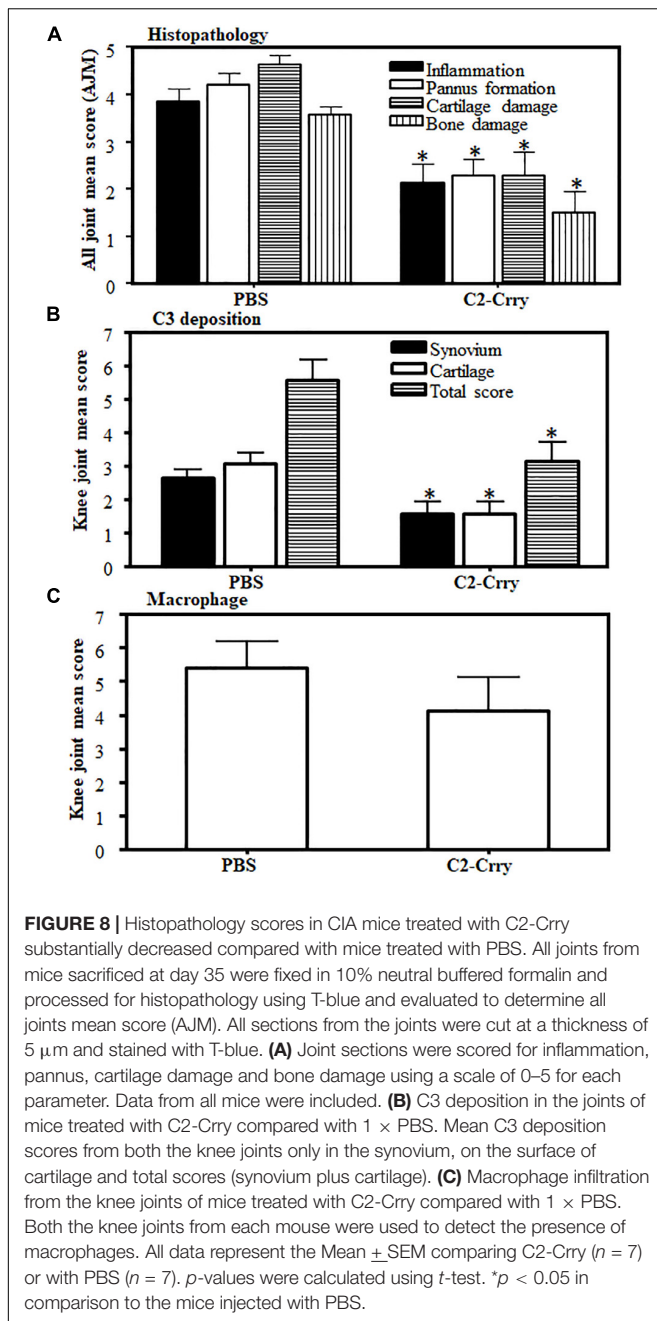 A
Histopathology
5
4
3
2
1
0
All joint mean score (AJM)
Inflammation
Pannus formation
Cartilage damage
Bone damage
* * * *
PBS
C2-Crry
B
C3 deposition
7
6
5
4
3
2
1
0
Knee joint mean score
Synovium
Cartilage
Total score
* * *
PBS
C2-Crry
C
Macrophage
7
6
5
4
3
2
1
0
Knee joint mean score
PBS
C2-Crry
FIGURE 8 | Histopathology scores in CIA mice treated with C2-Crry
substantially decreased compared with mice treated with PBS. All joints from
mice sacrificed at day 35 were fixed in 10% neutral buffered formalin and
processed for histopathology using T-blue and evaluated to determine all
joints mean score (AJM). All sections from the joints were cut at a thickness of
5 μm and stained with T-blue. (A) Joint sections were scored for inflammation,
pannus, cartilage damage and bone damage using a scale of 0–5 for each
parameter. Data from all mice were included. (B) C3 deposition in the joints of
mice treated with C2-Crry compared with 1 × PBS. Mean C3 deposition
scores from both the knee joints only in the synovium, on the surface of
cartilage and total scores (synovium plus cartilage). (C) Macrophage infiltration
from the knee joints of mice treated with C2-Crry compared with 1 × PBS.
Both the knee joints from each mouse were used to detect the presence of
macrophages. All data represent the Mean ± SEM comparing C2-Crry (n = 7)
or with PBS (n = 7). p-values were calculated using t-test. *p < 0.05 in
comparison to the mice injected with PBS.